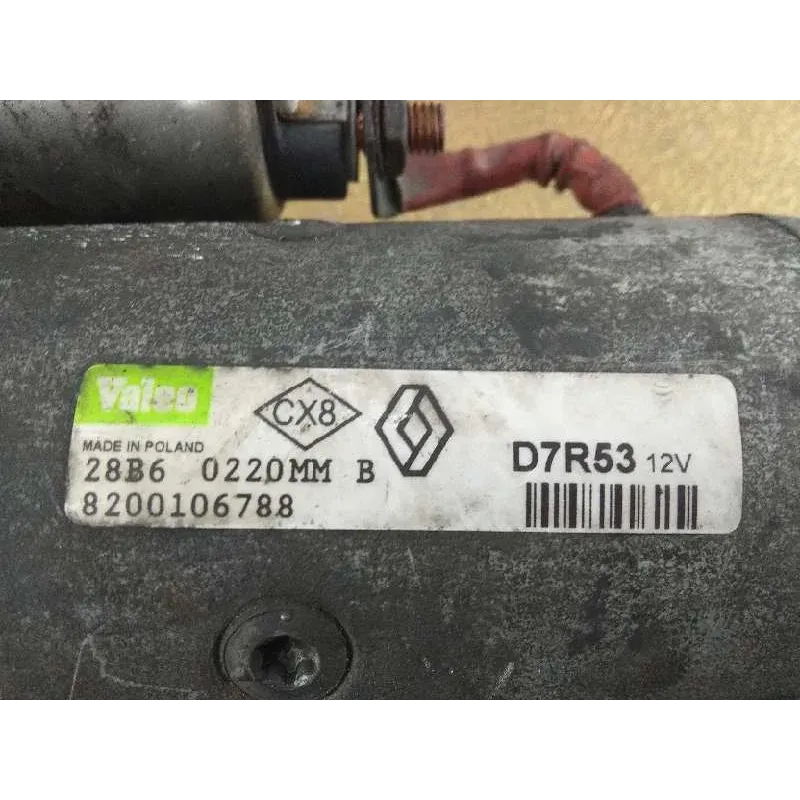 Valeo
CX8
MADE IN POLAND
D7R53 12V
28B6 0220MM B
8200106788